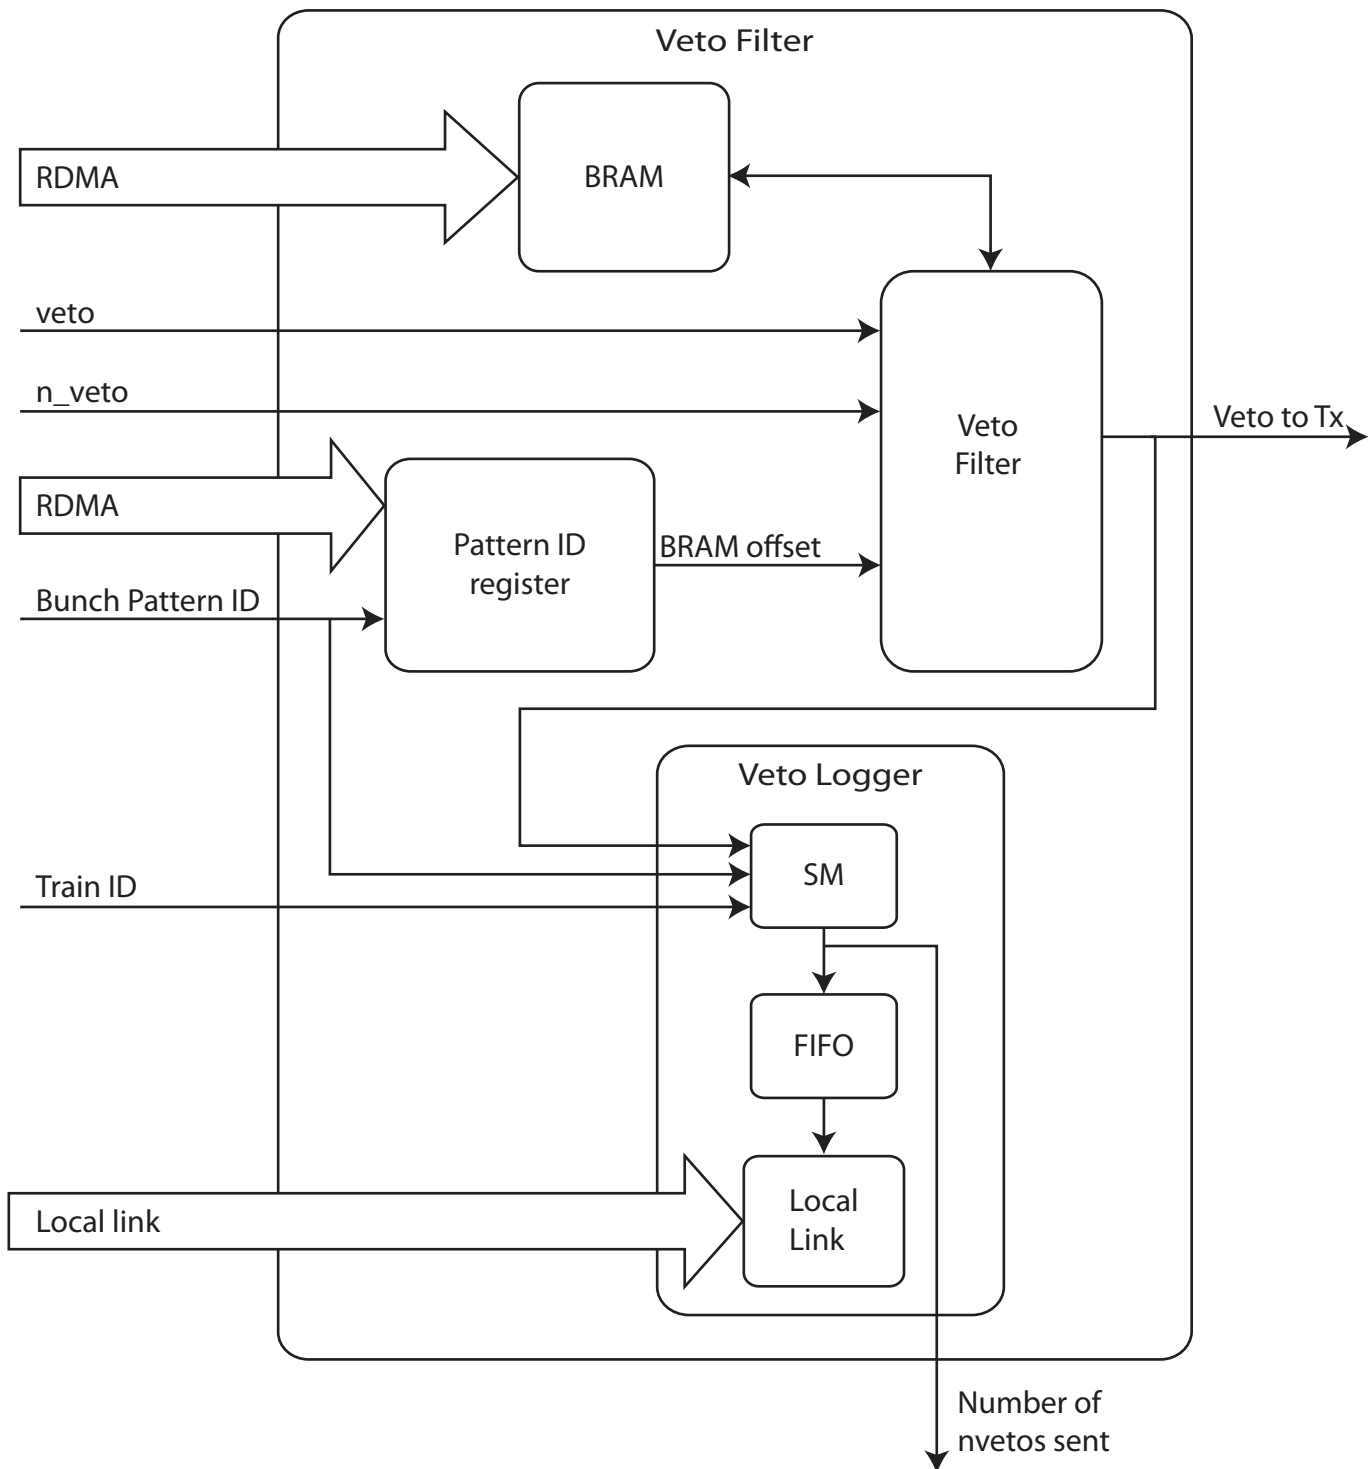 Veto Filter
RDMA
BRAM
veto
n_veto
Veto to Tx
Veto
Filter
RDMA
Pattern ID
register
BRAM offset
Bunch Pattern ID
Veto Logger
SM
Train ID
FIFO
Local link
Local
Link
Number of
nvetos sent